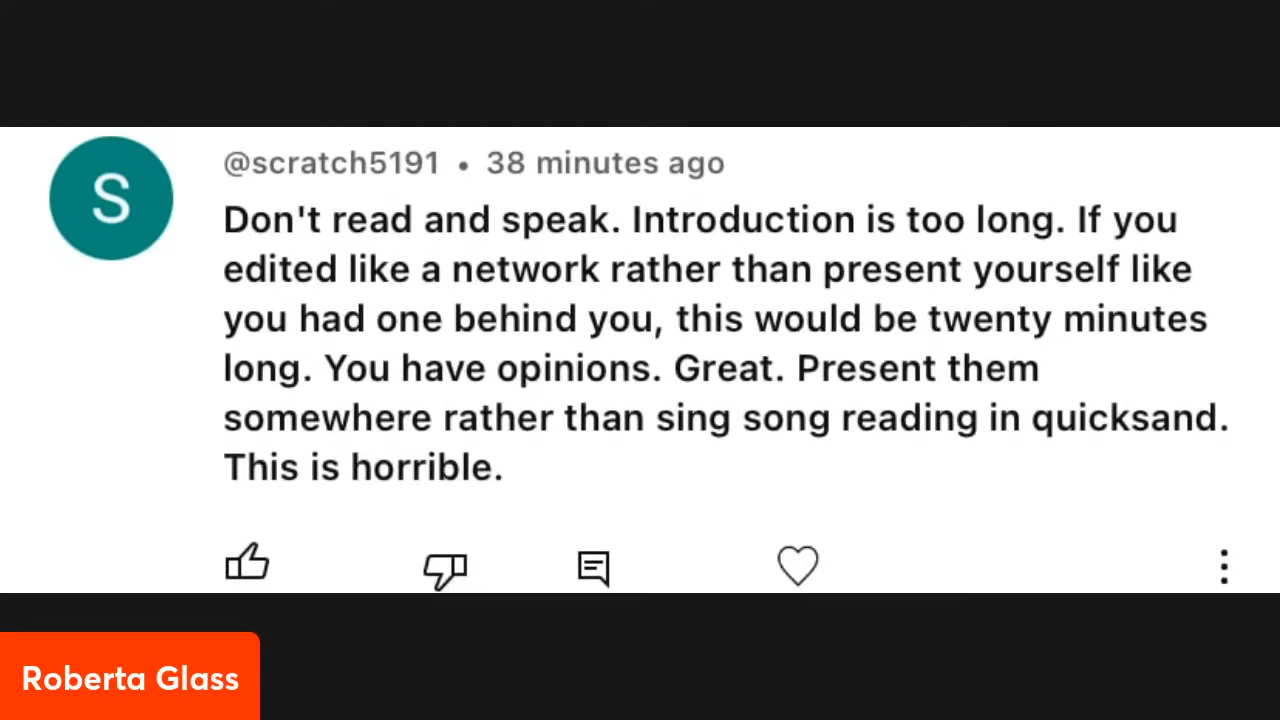 S
@scratch5191 • 38 minutes ago
Don't read and speak. Introduction is too long. If you
edited like a network rather than present yourself like
you had one behind you, this would be twenty minutes
long. You have opinions. Great. Present them
somewhere rather than sing song reading in quicksand.
This is horrible.
Roberta Glass